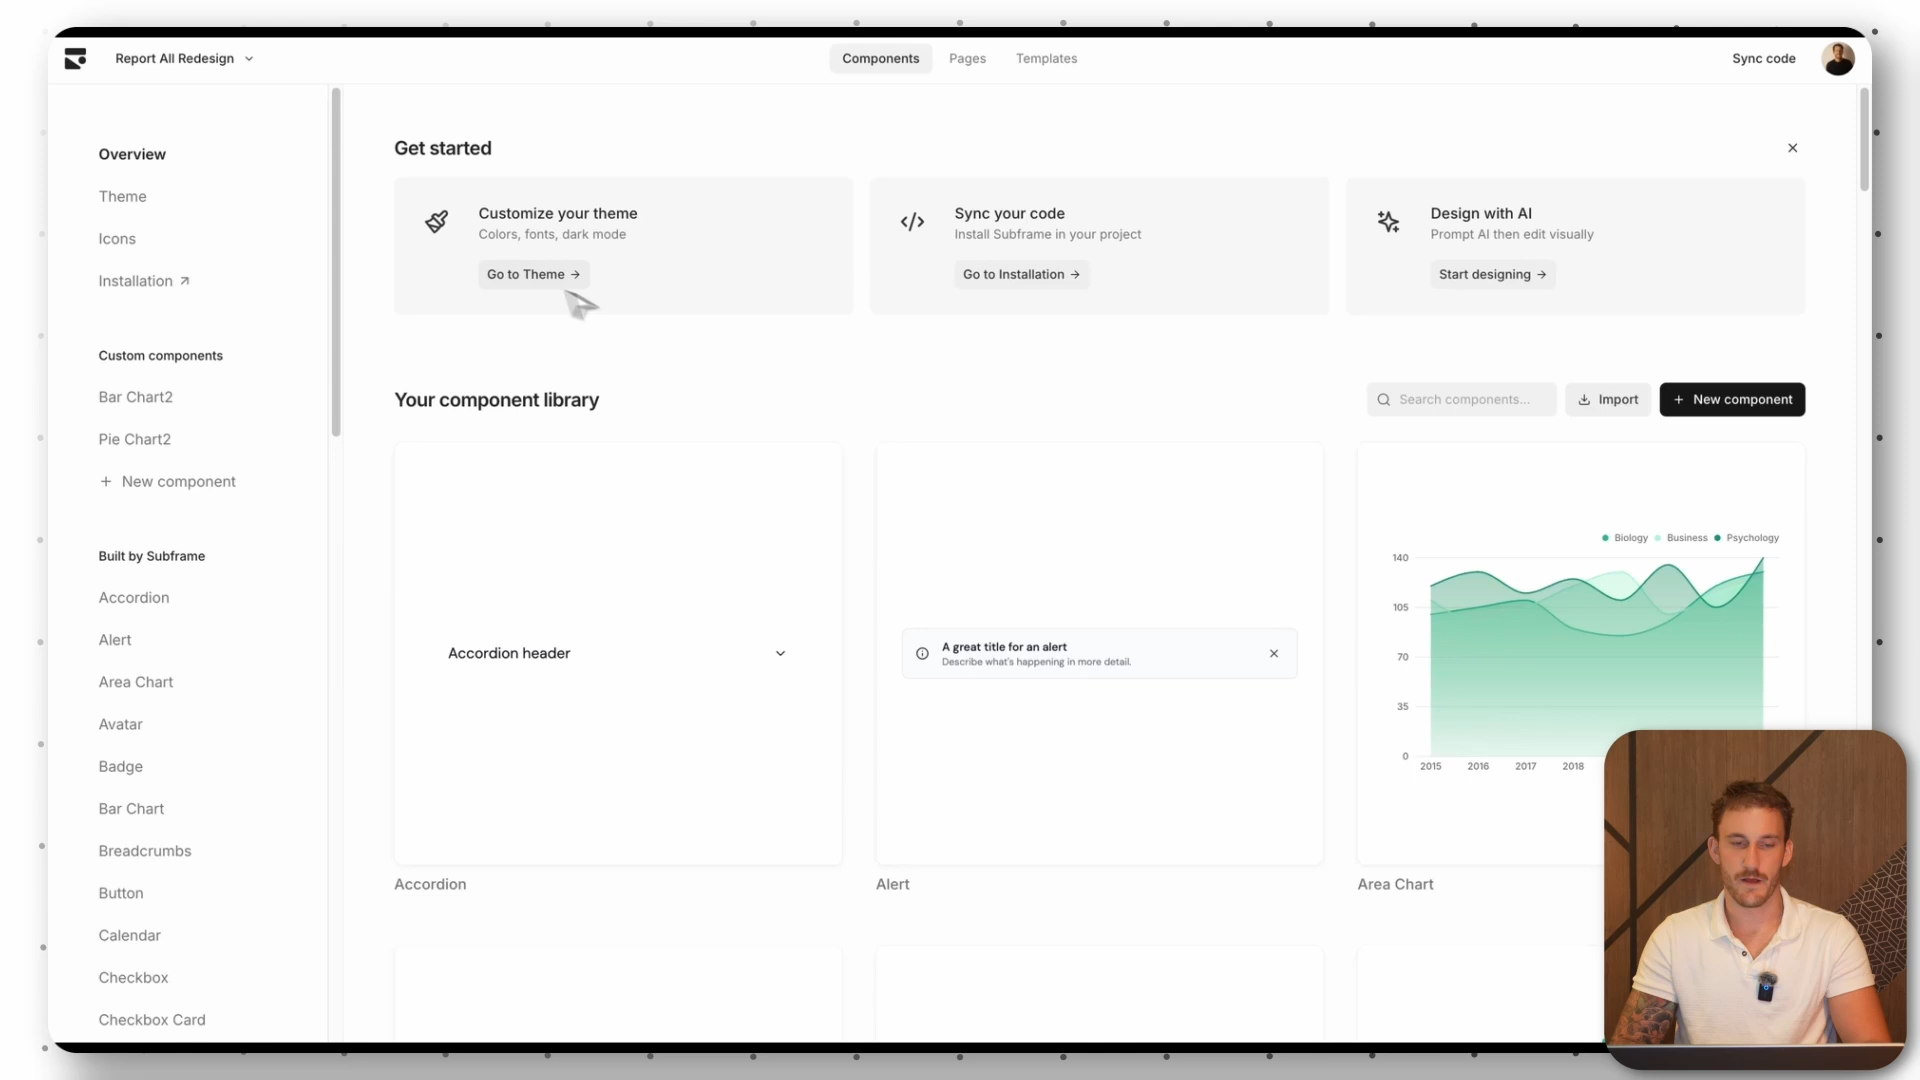 Report All Redesign
Components
Pages
Templates
Sync code
Overview
Theme
Icons
Installation
Custom components
Bar Chart2
Pie Chart2
New component
Built by Subframe
Accordion
Alert
Area Chart
Avatar
Badge
Bar Chart
Breadcrumbs
Button
Calendar
Checkbox
Checkbox Card
Get started
Customize your theme
Colors, fonts, dark mode
Go to Theme →
Sync your code
Install Subframe in your project
Go to Installation →
Design with AI
Prompt AI then edit visually
Start designing →
Your component library
Search components...
Import
+ New component
Accordion header
Accordion
A great title for an alert
Describe what's happening in more detail.
Alert
Biology Business Psychology
140
105
70
35
0
2015 2016 2017 2018
Area Chart